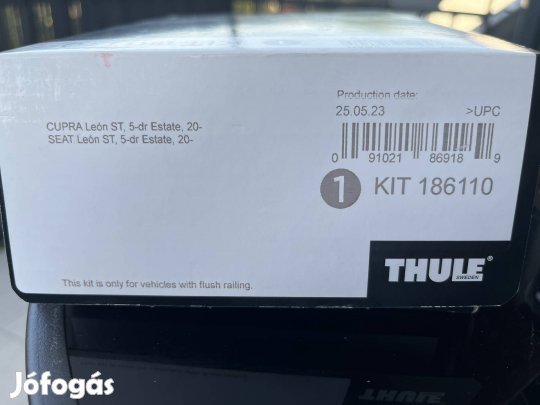 Production date:
25.05.23 >UPC
CUPRA León ST, 5-dr Estate, 20-
SEAT León ST, 5-dr Estate, 20-
0 91021 86918 9
1 KIT 186110
THULE®
SWEDEN
This kit is only for vehicles with flush railing.
THULE
Jófogás